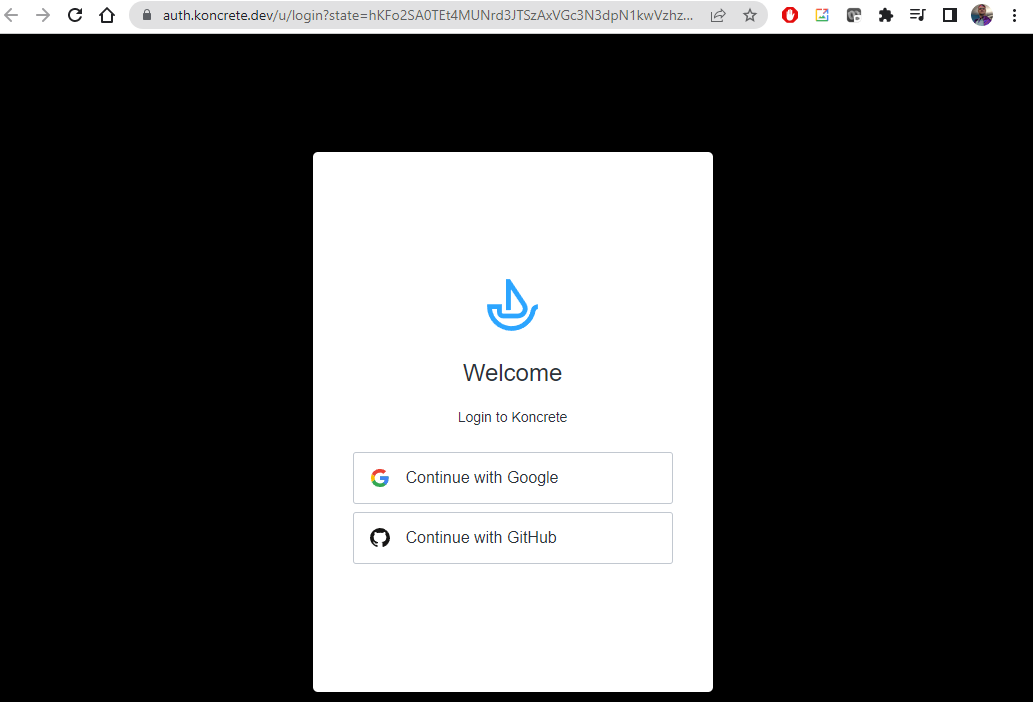 auth.koncrete.dev/u/login?state=hKFo2SA0TEt4MUNrd3JTSzAxVGc3N3dpN1kwVzhz...
Welcome
Login to Koncrete
Continue with Google
Continue with GitHub